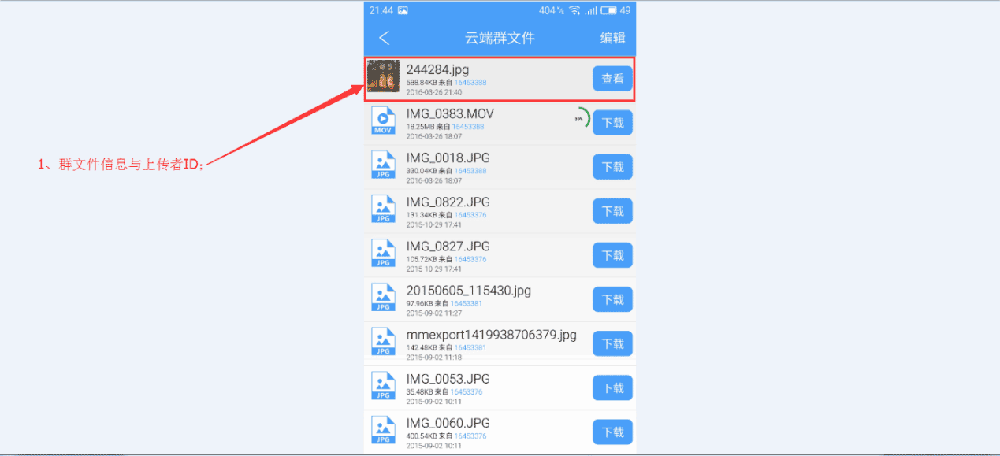 21:44 404 K/s 49
云端群文件 编辑
244284.jpg
588.84KB 来自 16453388
2016-03-26 21:40
查看
IMG_0383.MOV
18.25MB 来自 16453388
2016-03-26 18:07
下载
MOV
1、群文件信息与上传者ID;
IMG_0018.JPG
330.04KB 来自 16453388
2016-03-26 18:07
下载
JPG
IMG_0822.JPG
131.34KB 来自 16453376
2015-10-29 17:41
下载
JPG
IMG_0827.JPG
105.72KB 来自 16453376
2015-10-29 17:41
下载
JPG
20150605_115430.jpg
97.96KB 来自 16453381
2015-09-02 11:27
下载
JPG
mmexport1419938706379.jpg
142.48KB 来自 16453381
2015-09-02 11:18
下载
JPG
IMG_0053.JPG
35.48KB 来自 16453376
2015-09-02 10:11
下载
JPG
IMG_0060.JPG
400.54KB 来自 16453376
2015-09-02 10:11
下载
JPG